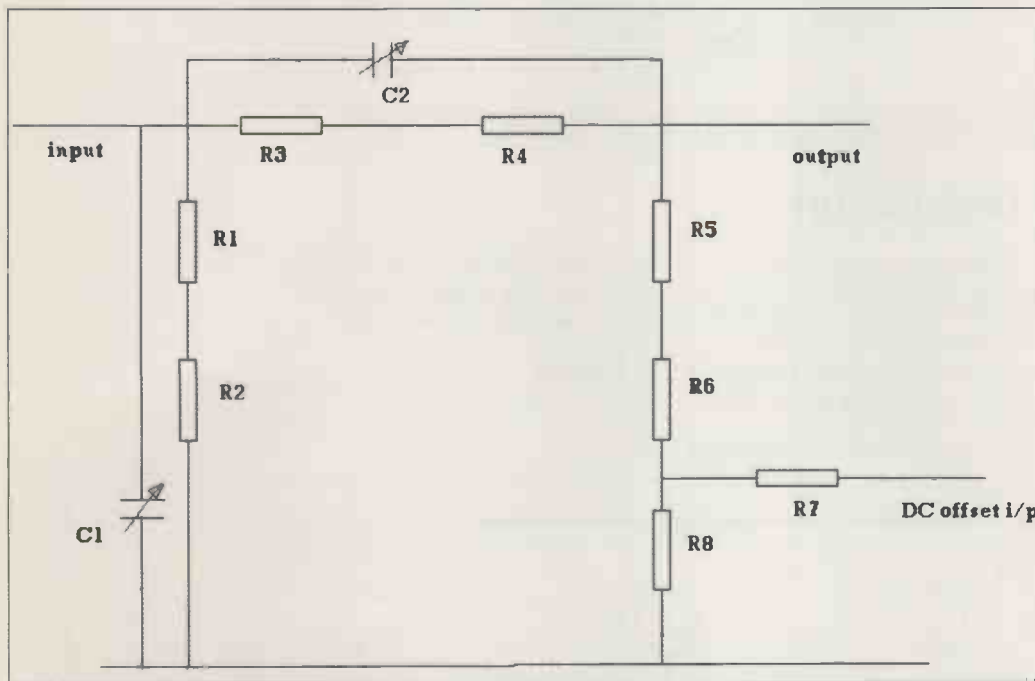 C2
input
R3
R4
output
R1
R5
R2
R6
C1
R7
DC offset i/p
R8